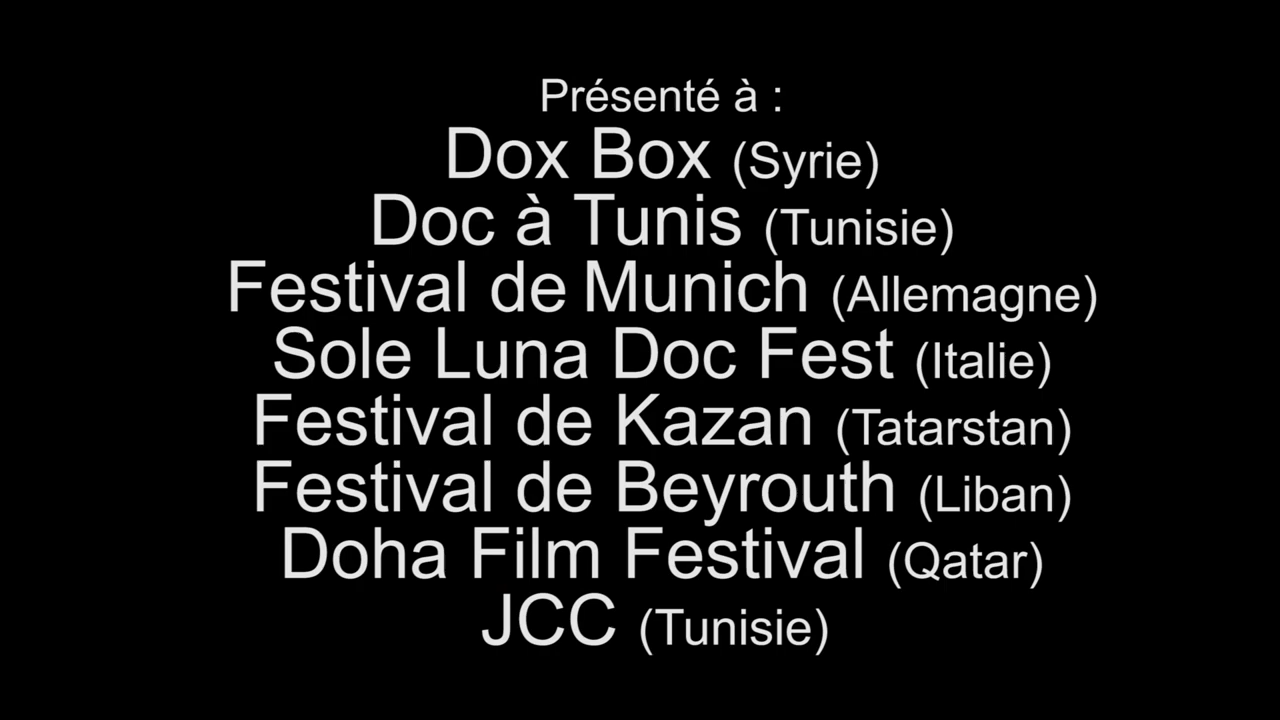 Présenté à :
Dox Box (Syrie)
Doc à Tunis (Tunisie)
Festival de Munich (Allemagne)
Sole Luna Doc Fest (Italie)
Festival de Kazan (Tatarstan)
Festival de Beyrouth (Liban)
Doha Film Festival (Qatar)
JCC (Tunisie)